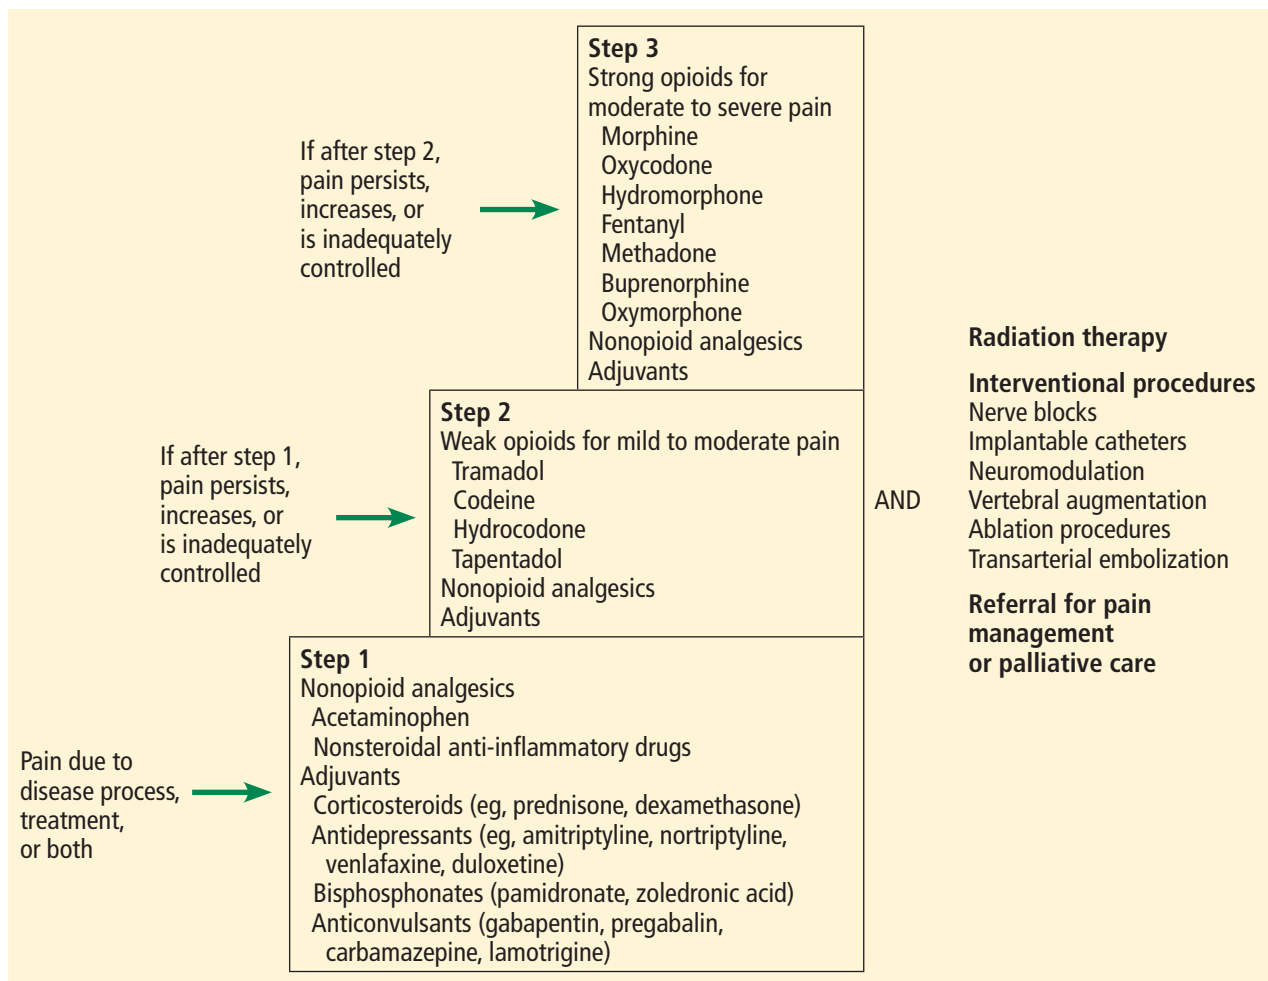 Step 3
Strong opioids for
moderate to severe pain
Morphine
Oxycodone
Hydromorphone
Fentanyl
Methadone
Buprenorphine
Oxymorphone
Nonopioid analgesics
Adjuvants
If after step 2,
pain persists,
increases, or
is inadequately
controlled
Step 2
Weak opioids for mild to moderate pain
Tramadol
Codeine
Hydrocodone
Tapentadol
Nonopioid analgesics
Adjuvants
If after step 1,
pain persists,
increases, or
is inadequately
controlled
Step 1
Nonopioid analgesics
Acetaminophen
Nonsteroidal anti-inflammatory drugs
Adjuvants
Corticosteroids (eg, prednisone, dexamethasone)
Antidepressants (eg, amitriptyline, nortriptyline,
venlafaxine, duloxetine)
Bisphosphonates (pamidronate, zoledronic acid)
Anticonvulsants (gabapentin, pregabalin,
carbamazepine, lamotrigine)
Pain due to
disease process,
treatment,
or both
AND
Radiation therapy
Interventional procedures
Nerve blocks
Implantable catheters
Neuromodulation
Vertebral augmentation
Ablation procedures
Transarterial embolization
Referral for pain
management
or palliative care